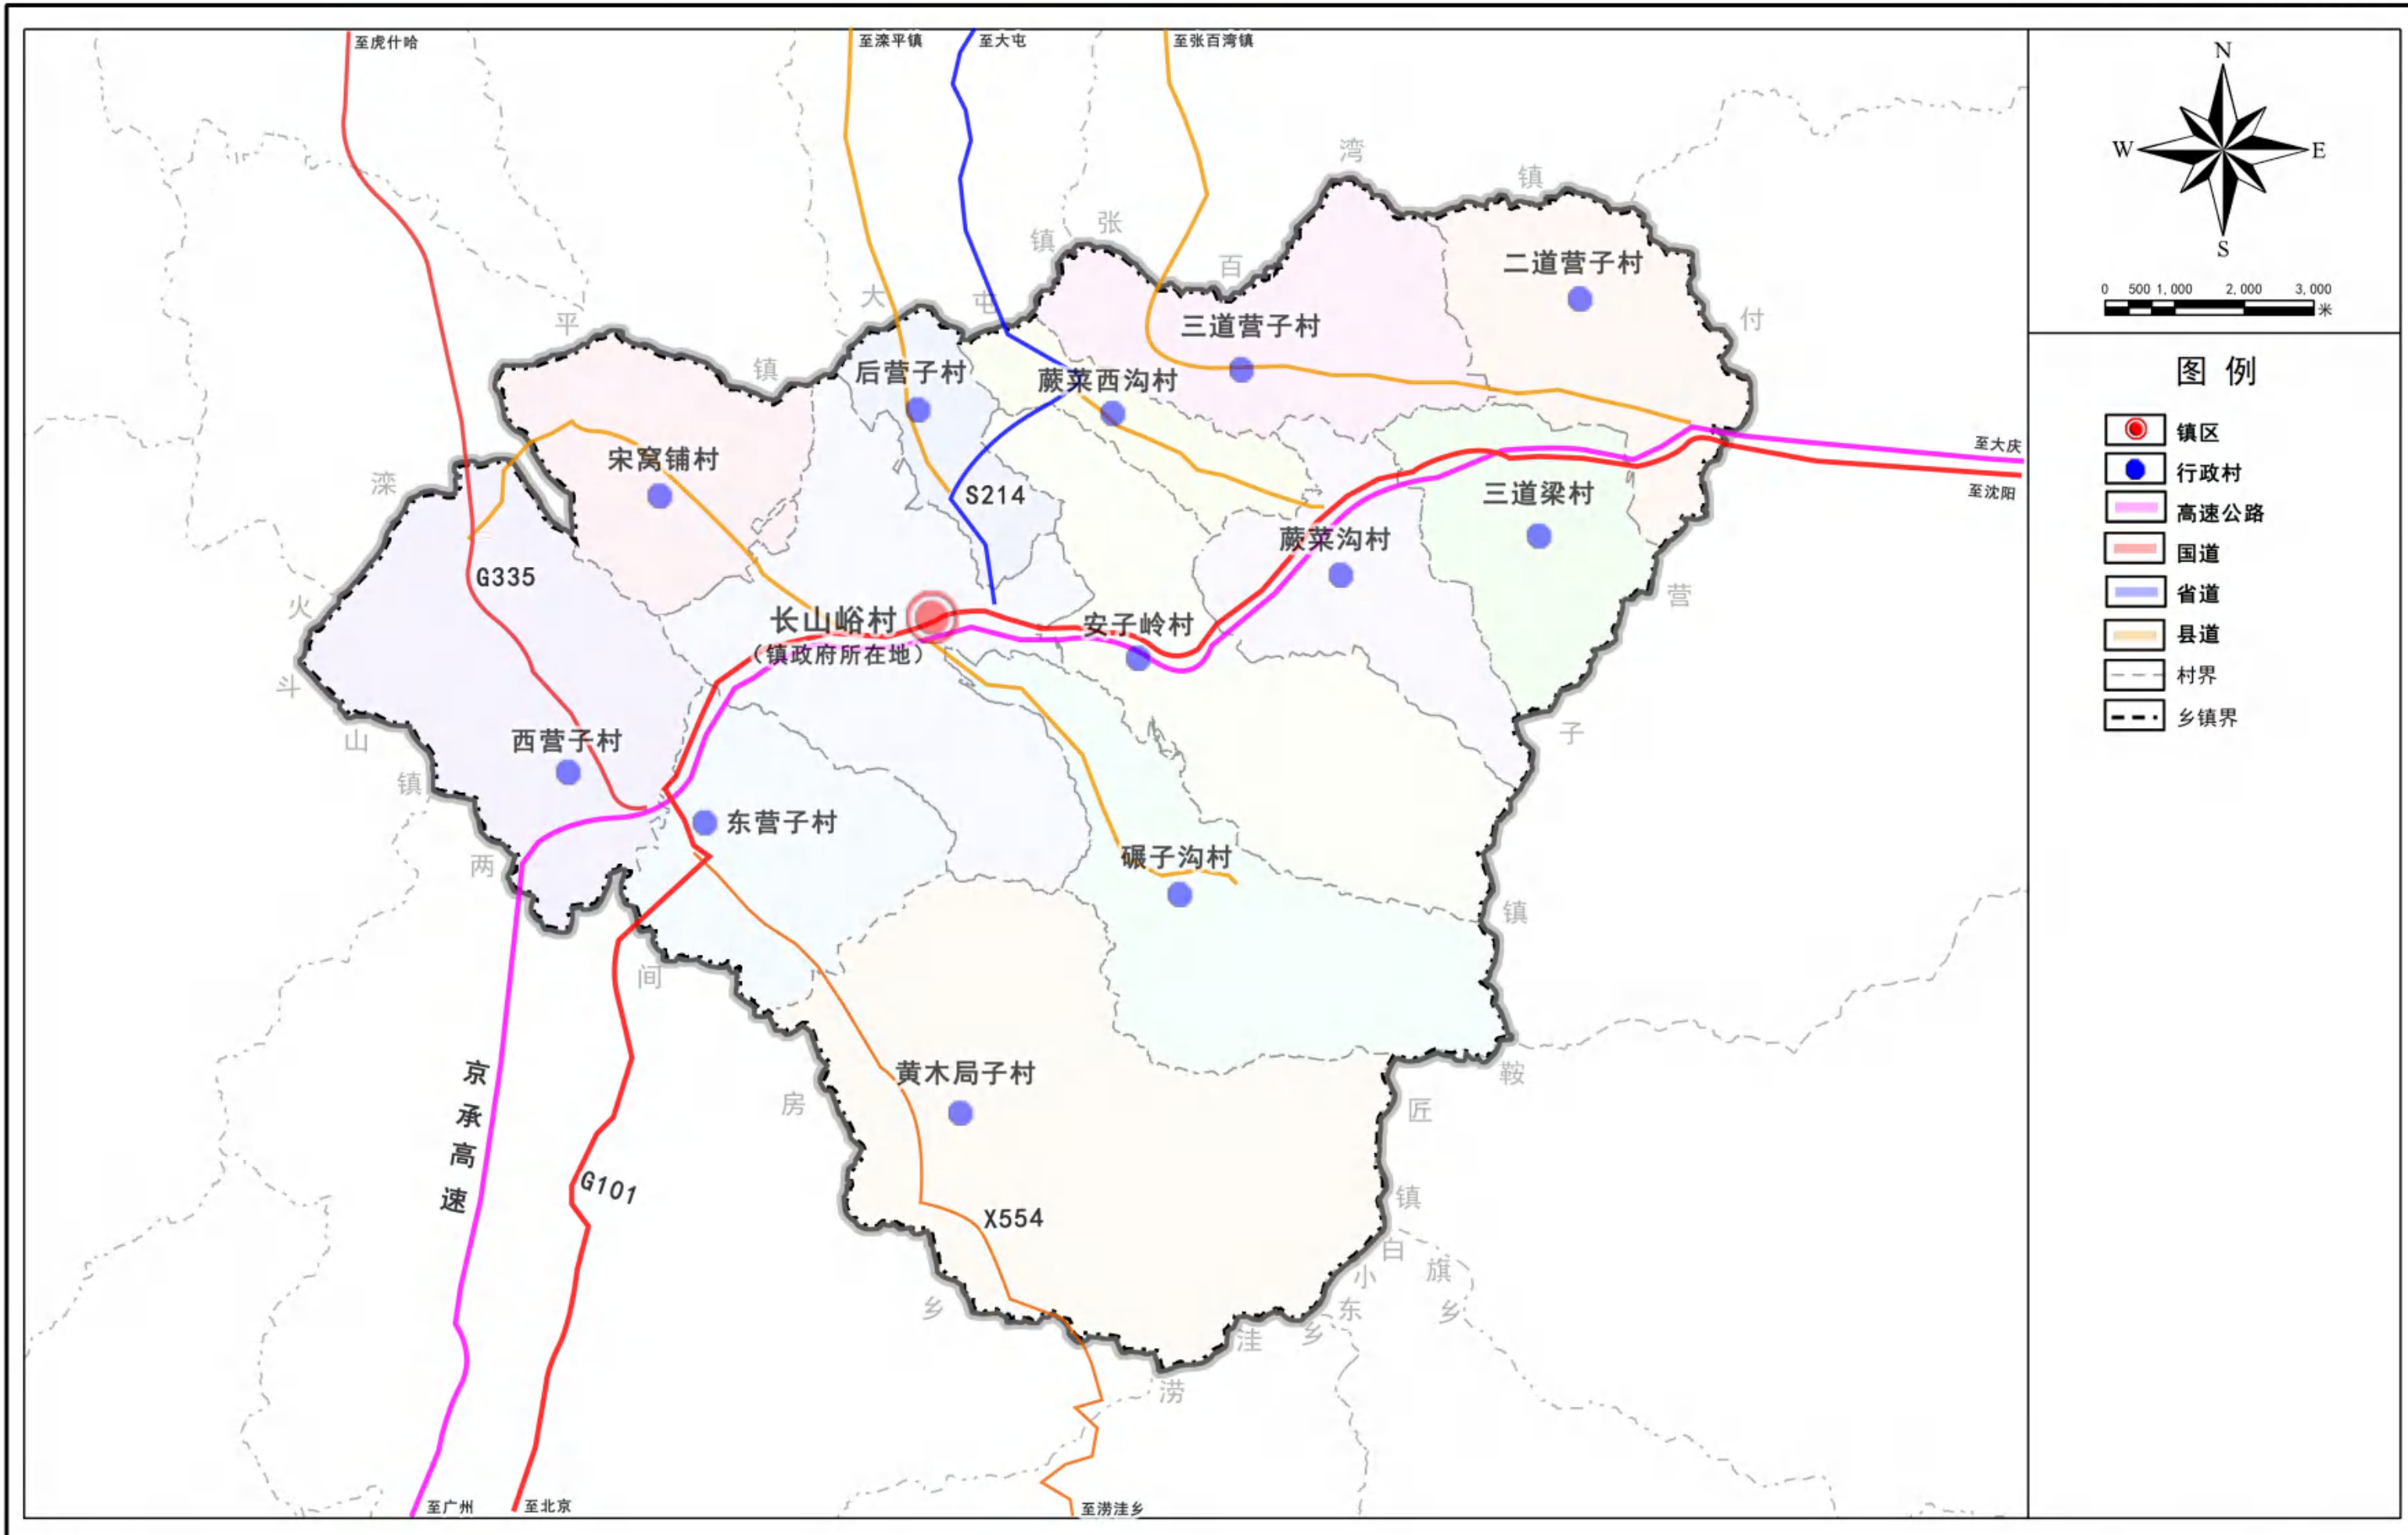 至虎什哈
至滦平镇
至大屯
至张百湾镇
N
W
E
S
0 500 1,000 2,000 3,000
米
图 例
镇区
行政村
高速公路
国道
省道
县道
村界
乡镇界
湾
镇
张
镇
百
二道营子村
大
屯
付
平
三道营子村
镇
后营子村
蕨菜西沟村
至大庆
宋窝铺村
滦
S214
三道梁村
至沈阳
蕨菜沟村
G335
火
营
长山峪村
(镇政府所在地)
安子岭村
斗
子
山
西营子村
镇
东营子村
两
碾子沟村
镇
间
京
承
高
速
黄木局子村
鞍
房
匠
G101
镇
X554
白
旗
小
乡
东
乡
乡
洼
涝
至广州
至北京
至涝洼乡